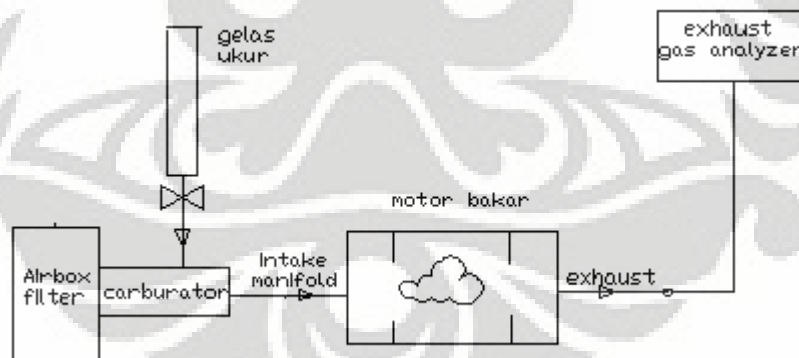 gelas
ukur
exhaust
gas analyzer
motor bakar
Airbox
filter
carburator
Intake
manifold
exhaust